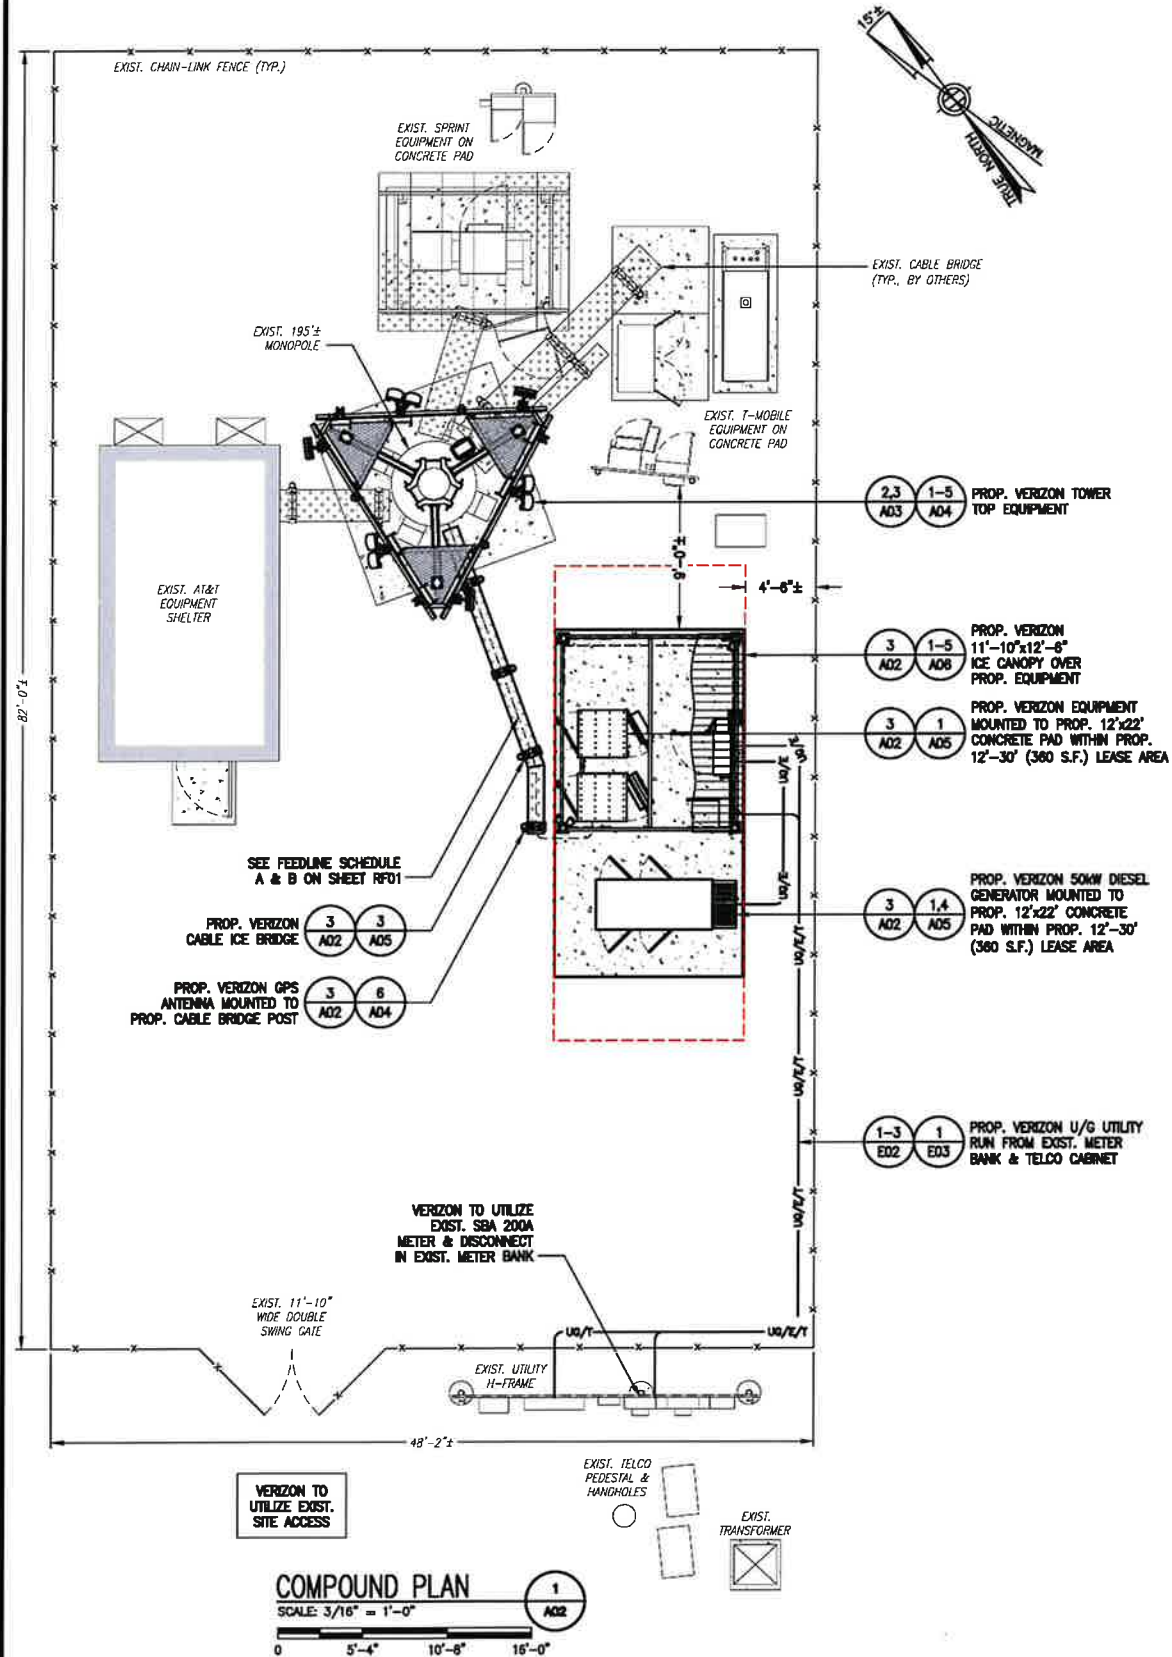 15'±
MAGNETIC
TRUE NORTH
EXIST. CHAIN-LINK FENCE (TYP.)
EXIST. SPRINT
EQUIPMENT ON
CONCRETE PAD
EXIST. CABLE BRIDGE
(TYP., BY OTHERS)
EXIST. 195'±
MONOPOLE
EXIST. T-MOBILE
EQUIPMENT ON
CONCRETE PAD
2,3
A03
1-5
A04
PROP. VERIZON TOWER
TOP EQUIPMENT
9'-0"±
4'-6"±
EXIST. AT&T
EQUIPMENT
SHELTER
3
A02
1-5
A06
PROP. VERIZON
11'-10"x12'-6"
ICE CANOPY OVER
PROP. EQUIPMENT
82'-0"±
3
A02
1
A05
PROP. VERIZON EQUIPMENT
MOUNTED TO PROP. 12'x22'
CONCRETE PAD WITHIN PROP.
12'-30' (360 S.F.) LEASE AREA
UG/E
UG/E
UG/E
SEE FEEDLINE SCHEDULE
A & B ON SHEET RF01
PROP. VERIZON
CABLE ICE BRIDGE
3
A02
3
A05
3
A02
1,4
A05
PROP. VERIZON 50kW DIESEL
GENERATOR MOUNTED TO
PROP. 12'x22' CONCRETE
PAD WITHIN PROP. 12'-30'
(360 S.F.) LEASE AREA
UG/E/T
PROP. VERIZON GPS
ANTENNA MOUNTED TO
PROP. CABLE BRIDGE POST
3
A02
6
A04
UG/E/T
1-3
E02
1
E03
PROP. VERIZON U/G UTILITY
RUN FROM EXIST. METER
BANK & TELCO CABINET
UG/E/T
VERIZON TO UTILIZE
EXIST. SBA 200A
METER & DISCONNECT
IN EXIST. METER BANK
EXIST. 11'-10"
WIDE DOUBLE
SWING GATE
UG/T
UG/E/T
EXIST. UTILITY
H-FRAME
48'-2"±
EXIST. TELCO
PEDESTAL &
HANDHOLES
VERIZON TO
UTILIZE EXIST.
SITE ACCESS
EXIST.
TRANSFORMER
COMPOUND PLAN
SCALE: 3/16" = 1'-0"
1
A02
0 5'-4" 10'-8" 16'-0"